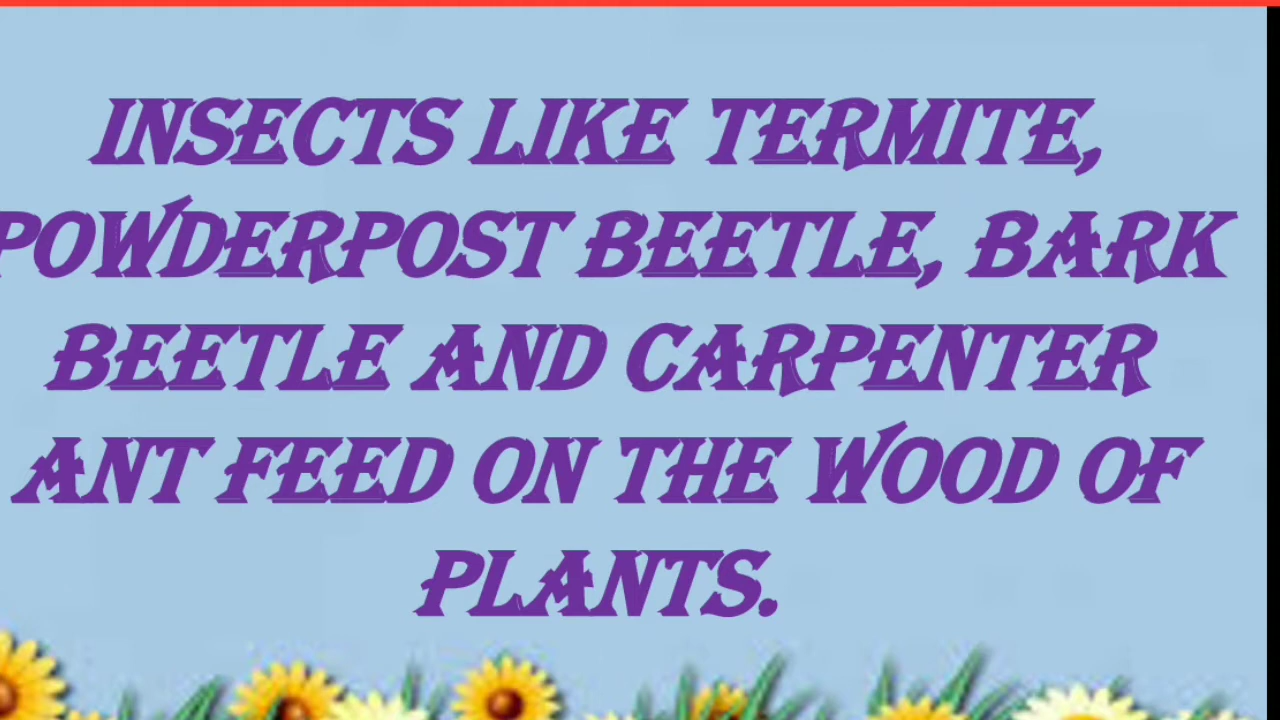 INSECTS LIKE TERMITE,
POWDERPOST BEETLE, BARK
BEETLE AND CARPENTER
ANT FEED ON THE WOOD OF
PLANTS.